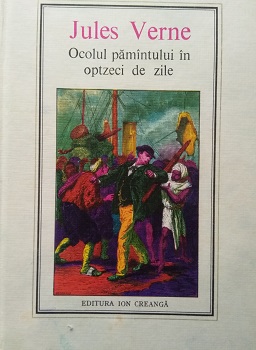 Jules Verne
Ocolul pămîntului în
optzeci de zile
EDITURA ION CREANGĂ